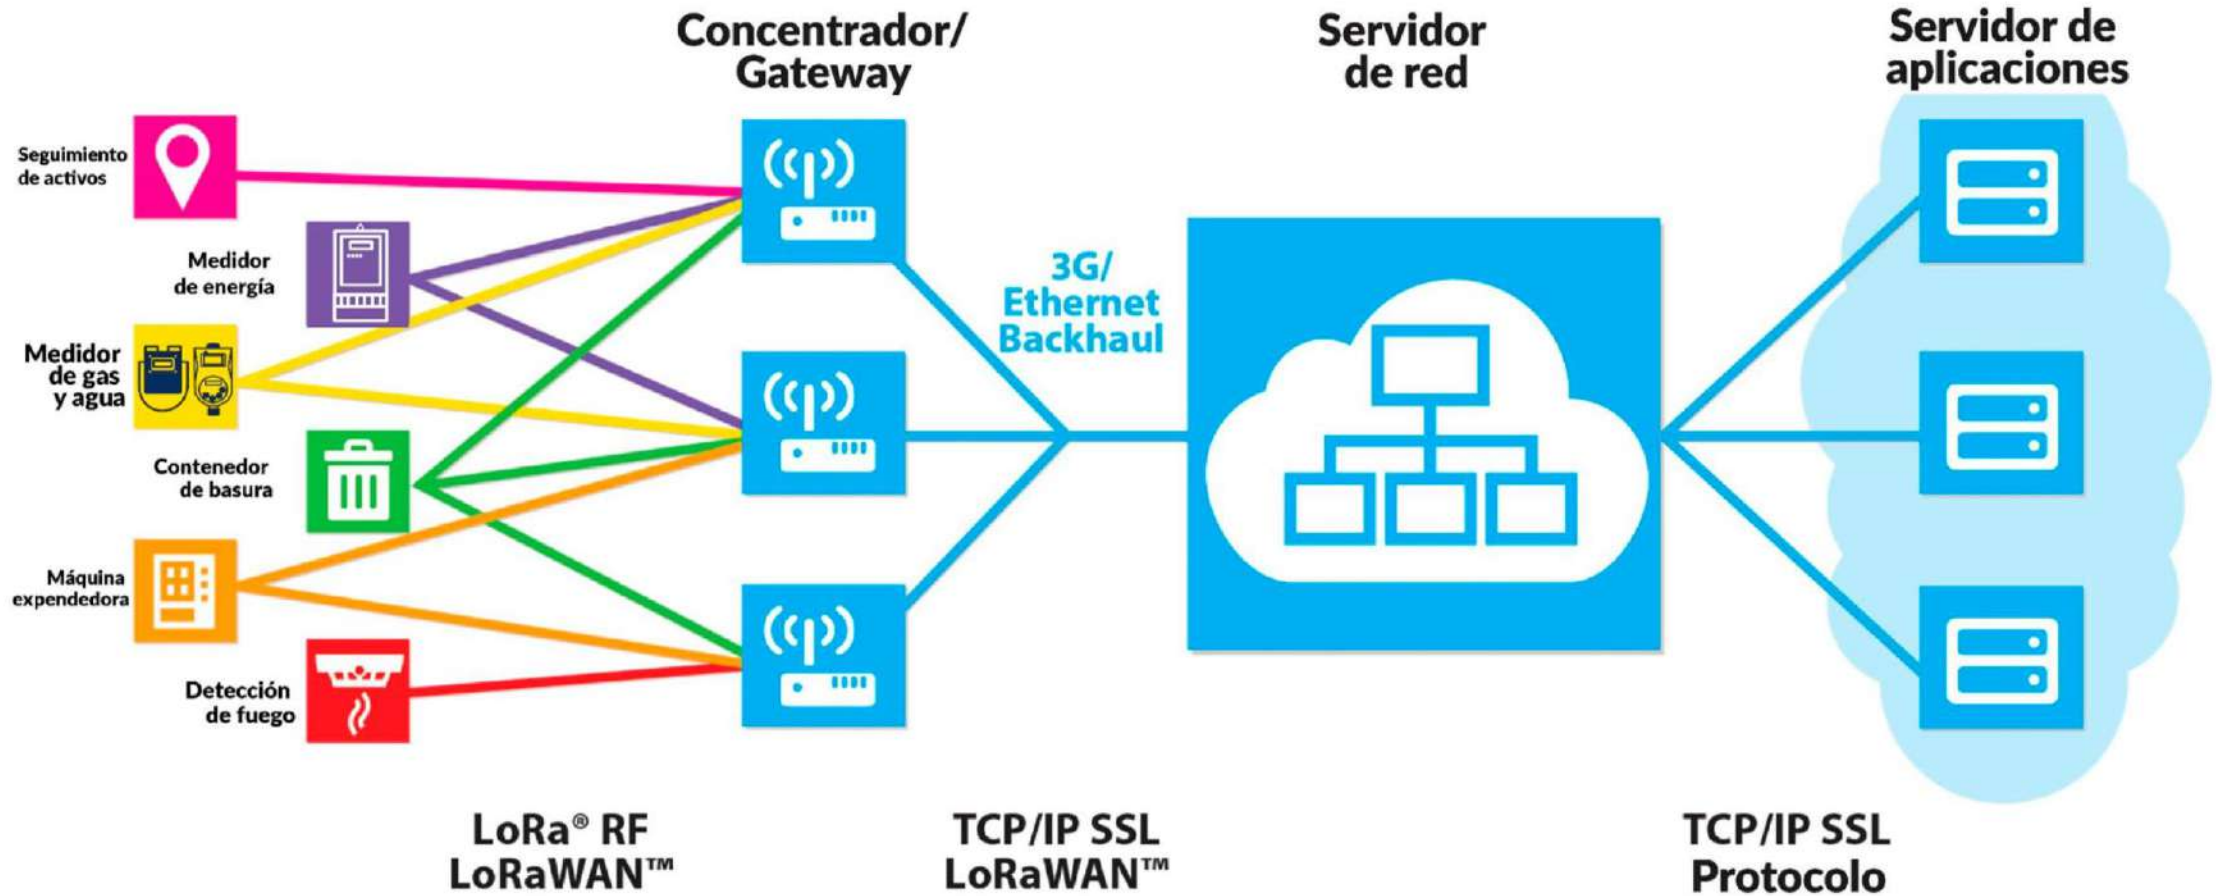 Concentrador/
Gateway
Servidor
de red
Servidor de
aplicaciones
Seguimiento
de activos
Medidor
de energía
Medidor
de gas
y agua
Contenedor
de basura
Máquina
expendedora
Detección
de fuego
3G/
Ethernet
Backhaul
LoRa® RF
LoRaWAN™
TCP/IP SSL
LoRaWAN™
TCP/IP SSL
Protocolo